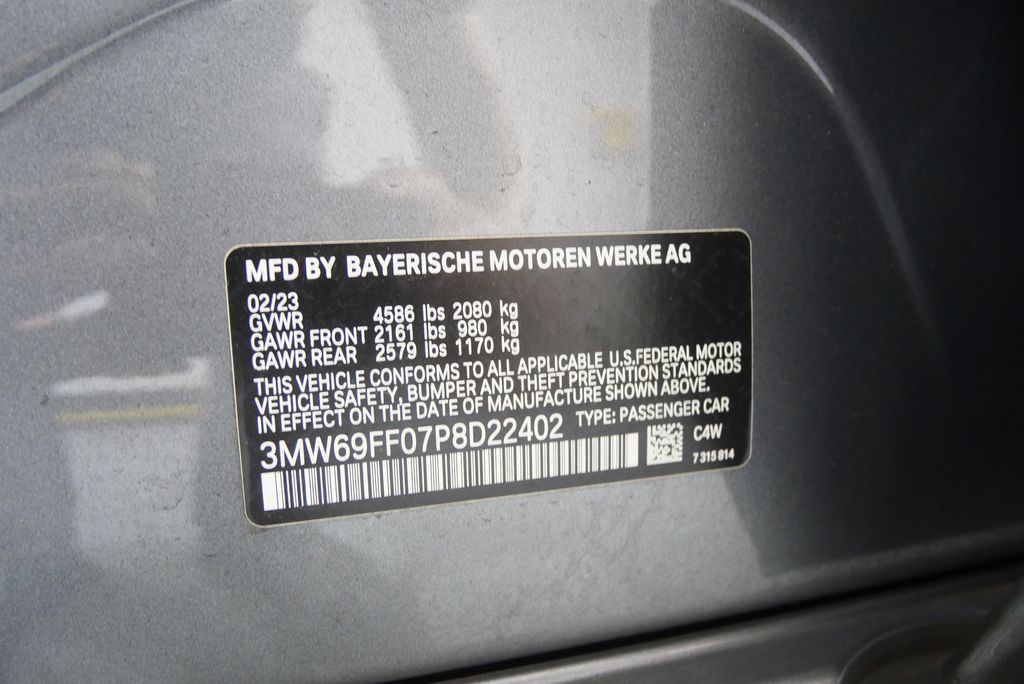 MFD BY BAYERISCHE MOTOREN WERKE AG
02/23
GVWR 4586 lbs 2080 kg
GAWR FRONT 2161 lbs 980 kg
GAWR REAR 2579 lbs 1170 kg
THIS VEHICLE CONFORMS TO ALL APPLICABLE U.S.FEDERAL MOTOR
VEHICLE SAFETY, BUMPER AND THEFT PREVENTION STANDARDS
IN EFFECT ON THE DATE OF MANUFACTURE SHOWN ABOVE.
3MW69FF07P8D22402 TYPE: PASSENGER CAR
C4W
7 315 814